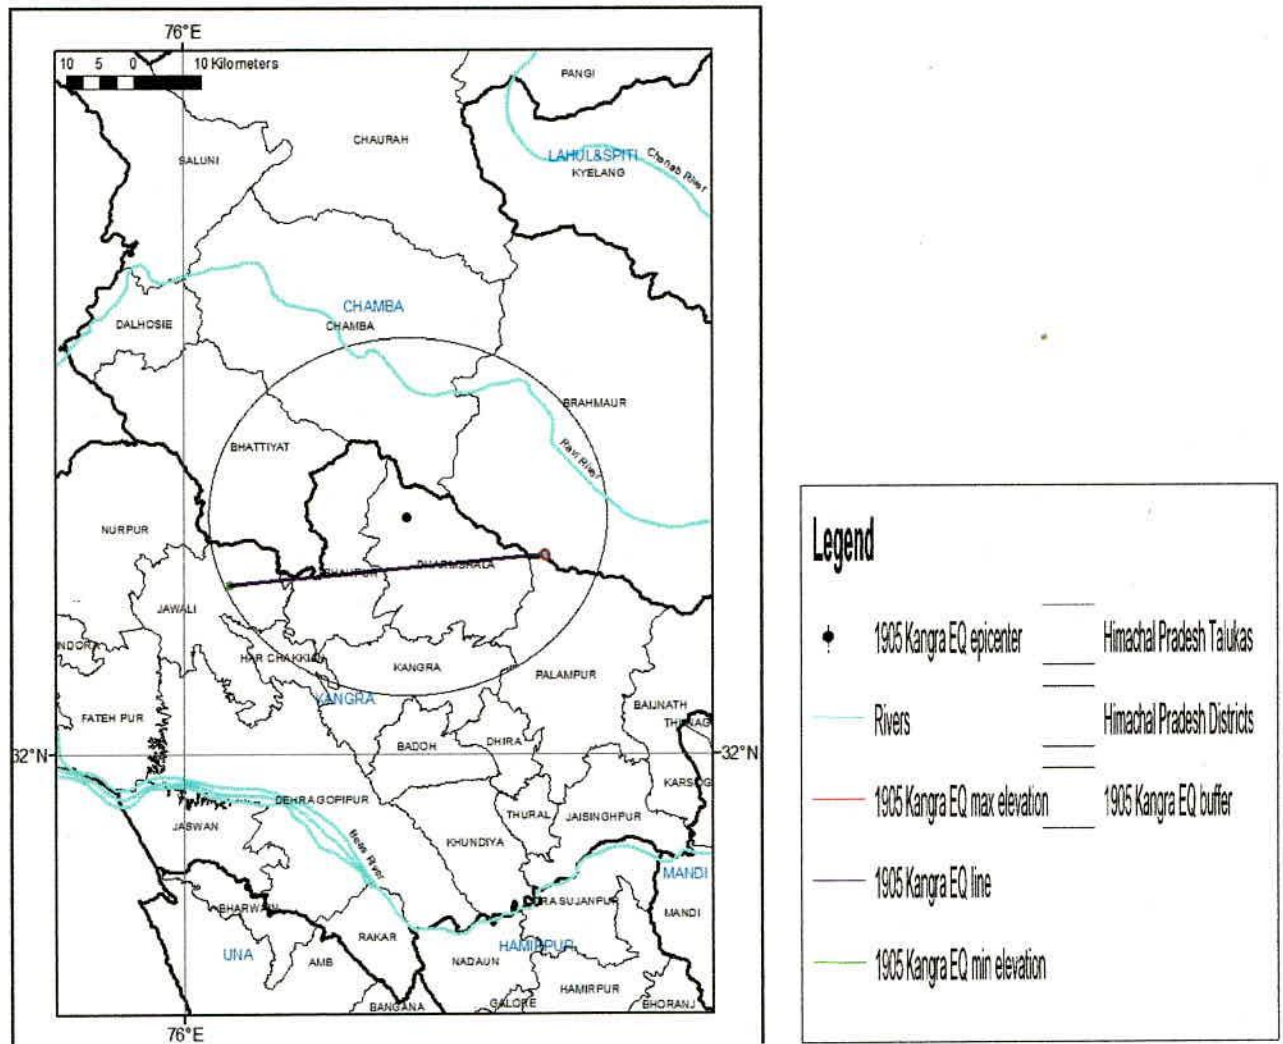 76°E
10 5 0 10 Kilometers
PANGI
CHAURAH
SALUNI
LAHUL&SPITI
KYELANG
Chenab River
CHAMBA
CHAMBA
DALHOSIE
BRAHMAUR
BHATTIYAT
Ravi River
NURPUR
DHARMSHALA
JAWALI
HAR CHAKKIAN
KANGRA
PALAMPUR
KANGRA
FATEH PUR
BAIJNATH
BADOH
DHIRA
32°N
32°N
KARSOG
DEHRAGOPIPUR
THURAL
JAISINGHPUR
JASWAN
KHUNDIYA
Beas River
MANDI
BHARWAIN
RASUJANPUR
MANDI
RAKAR
UNA
HAMIRPUR
AMB
NADAUN
HAMIRPUR
BANGANA
GALORE
BHORANJ
76°E
Legend
1905 Kangra EQ epicenter
Himachal Pradesh Talukas
Rivers
Himachal Pradesh Districts
1905 Kangra EQ max elevation
1905 Kangra EQ buffer
1905 Kangra EQ line
1905 Kangra EQ min elevation